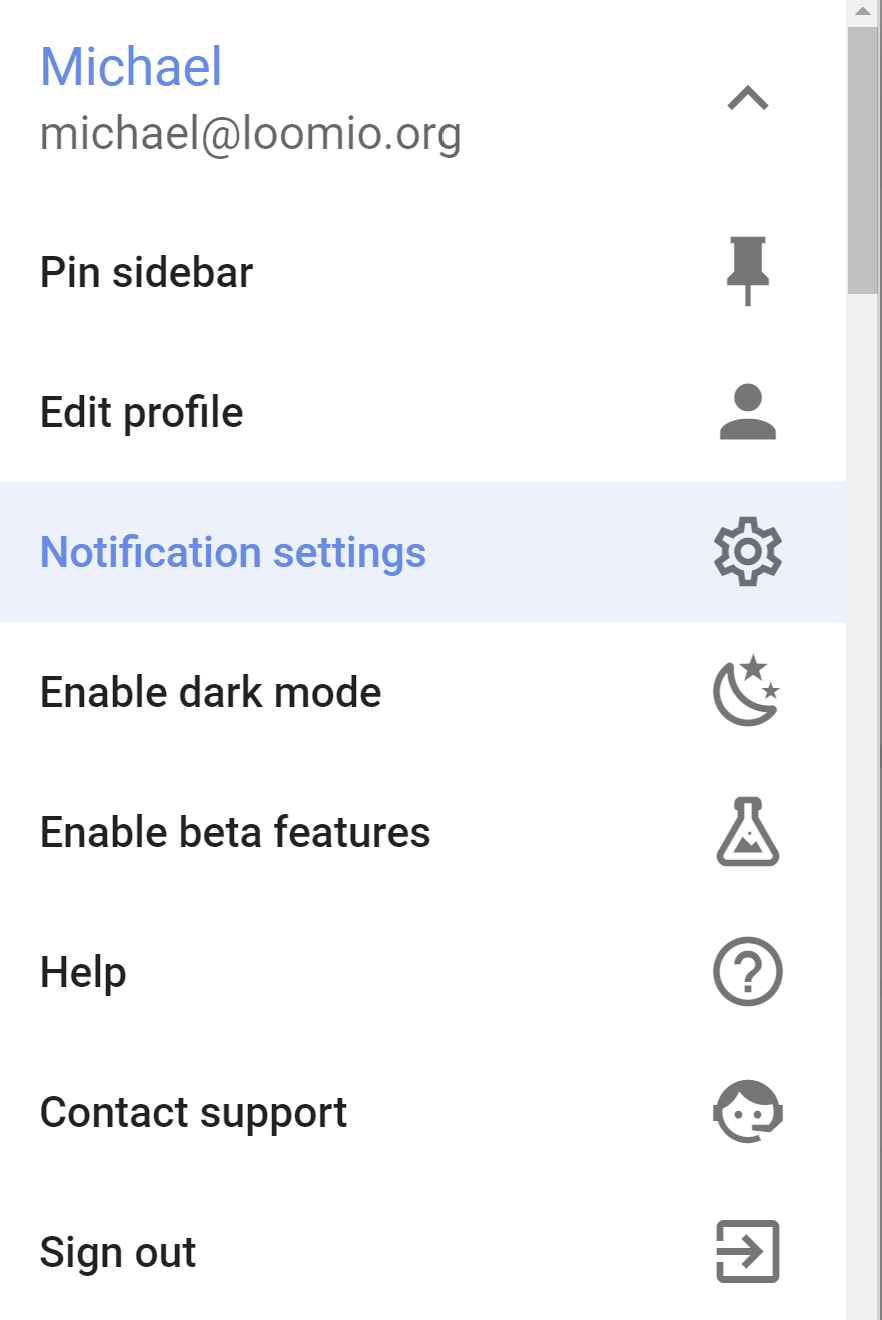 Michael
michael@loomio.org
Pin sidebar
Edit profile
Notification settings
Enable dark mode
Enable beta features
Help
Contact support
Sign out